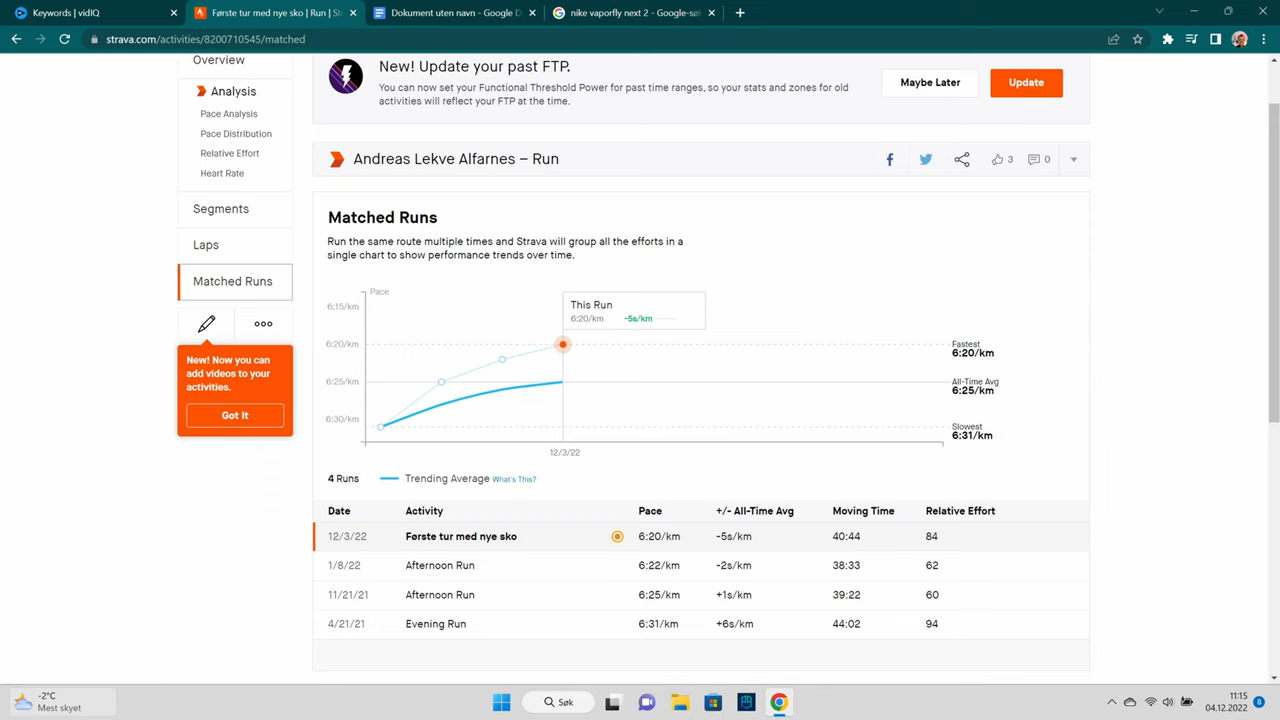 Keywords | vidIQ
Første tur med nye sko | Run | St
Dokument uten navn - Google D
nike vaporfly next 2 - Google-sø
strava.com/activities/8200710545/matched
Overview
Analysis
Pace Analysis
Pace Distribution
Relative Effort
Heart Rate
Segments
Laps
Matched Runs
New! Now you can
add videos to your
activities.
Got It
New! Update your past FTP.
You can now set your Functional Threshold Power for past time ranges, so your stats and zones for old
activities will reflect your FTP at the time.
Maybe Later
Update
Andreas Lekve Alfarnes – Run
3
0
Matched Runs
Run the same route multiple times and Strava will group all the efforts in a
single chart to show performance trends over time.
Pace
6:15/km
6:20/km
6:25/km
6:30/km
This Run
6:20/km -5s/km
Fastest
6:20/km
All-Time Avg
6:25/km
Slowest
6:31/km
12/3/22
4 Runs Trending Average What's This?
Date Activity Pace +/- All-Time Avg Moving Time Relative Effort
12/3/22 Første tur med nye sko 6:20/km -5s/km 40:44 84
1/8/22 Afternoon Run 6:22/km -2s/km 38:33 62
11/21/21 Afternoon Run 6:25/km +1s/km 39:22 60
4/21/21 Evening Run 6:31/km +6s/km 44:02 94
-2°C
Mest skyet
Søk
11:15
04.12.2022
8